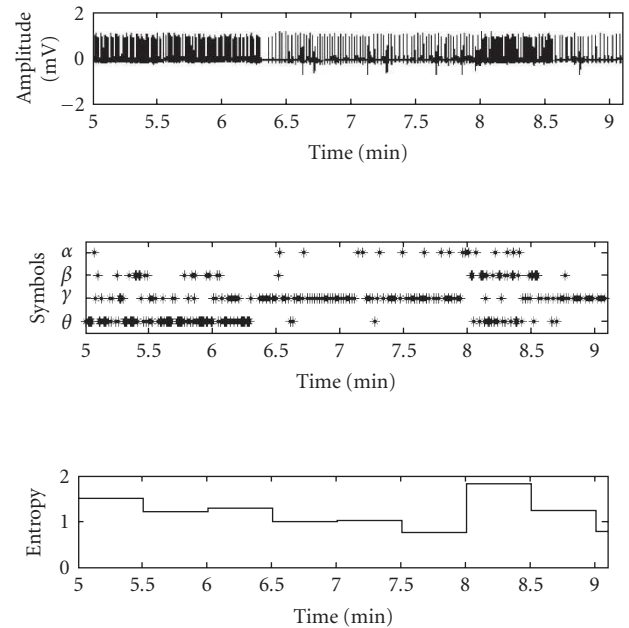 2
0
−2
Amplitude
(mV)
5 5.5 6 6.5 7 7.5 8 8.5 9
Time (min)
α
β
γ
θ
Symbols
5 5.5 6 6.5 7 7.5 8 8.5 9
Time (min)
2
1
0
Entropy
5 5.5 6 6.5 7 7.5 8 8.5 9
Time (min)